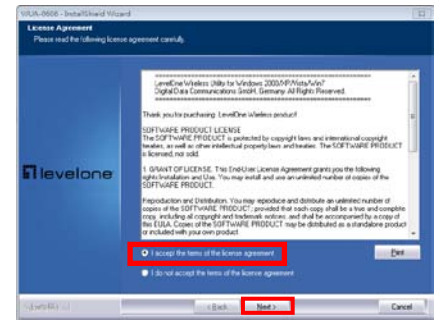 WUA-0606 - InstallShield Wizard
License Agreement
Please read the following license agreement carefully.
LevelOne Wireless Utility for Windows 2000/XP/Vista/Win7
Digital Data Communications GmbH, Germany. All Rights Reserved.
Thank you for purchasing LevelOne Wireless product!
SOFTWARE PRODUCT LICENSE
The SOFTWARE PRODUCT is protected by copyright laws and international copyright
treaties, as well as other intellectual property laws and treaties. The SOFTWARE PRODUCT
is licensed, not sold.
1. GRANT OF LICENSE. This End-User License Agreement grants you the following
rights:Installation and Use. You may install and use an unlimited number of copies of the
SOFTWARE PRODUCT.
Reproduction and Distribution. You may reproduce and distribute an unlimited number of
copies of the SOFTWARE PRODUCT; provided that each copy shall be a true and complete
copy, including all copyright and trademark notices, and shall be accompanied by a copy of
this EULA. Copies of the SOFTWARE PRODUCT may be distributed as a standalone product
or included with your own product.
levelone
I accept the terms of the license agreement
Print
I do not accept the terms of the license agreement
InstallShield
< Back
Next >
Cancel